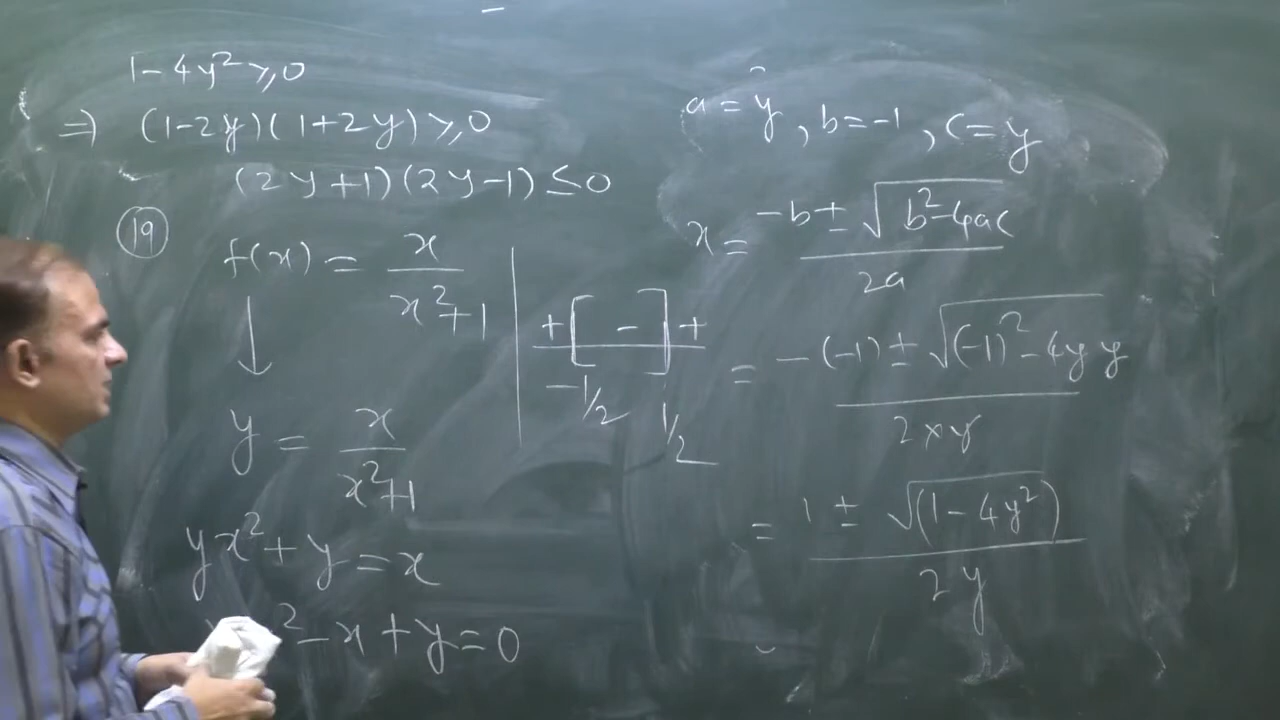 1-4y²≥0
⇒ (1-2y)(1+2y)≥0
(2y+1)(2y-1)≤0
19
f(x) = x/(x²+1)
↓
y = x/(x²+1)
yx²+y=x
²-x+y=0
+ [ - ] +
-1/2 1/2
a=y, b=-1, c=y
x = (-b±√(b²-4ac))/2a
= (-(-1)±√((-1)²-4y y))/(2×y)
= (1±√(1-4y²))/2y